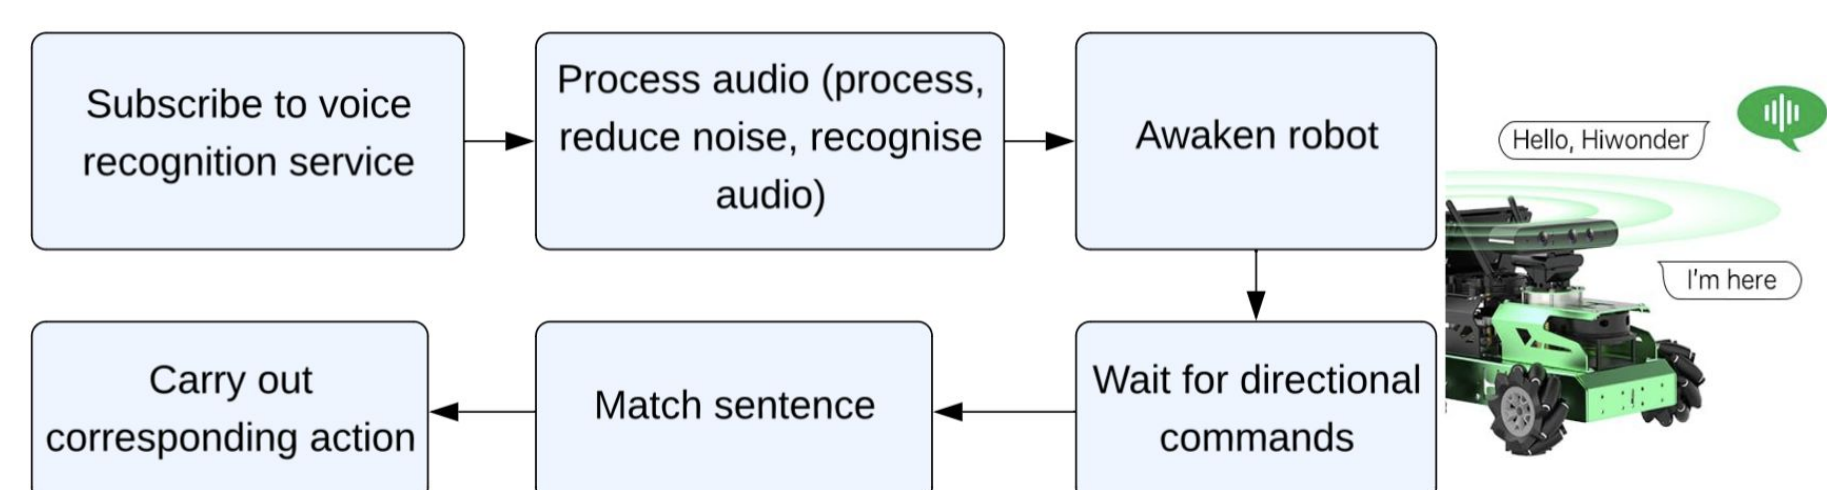 Subscribe to voice
recognition service
Process audio (process,
reduce noise, recognise
audio)
Awaken robot
Hello, Hiwonder
I'm here
Wait for directional
commands
Match sentence
Carry out
corresponding action